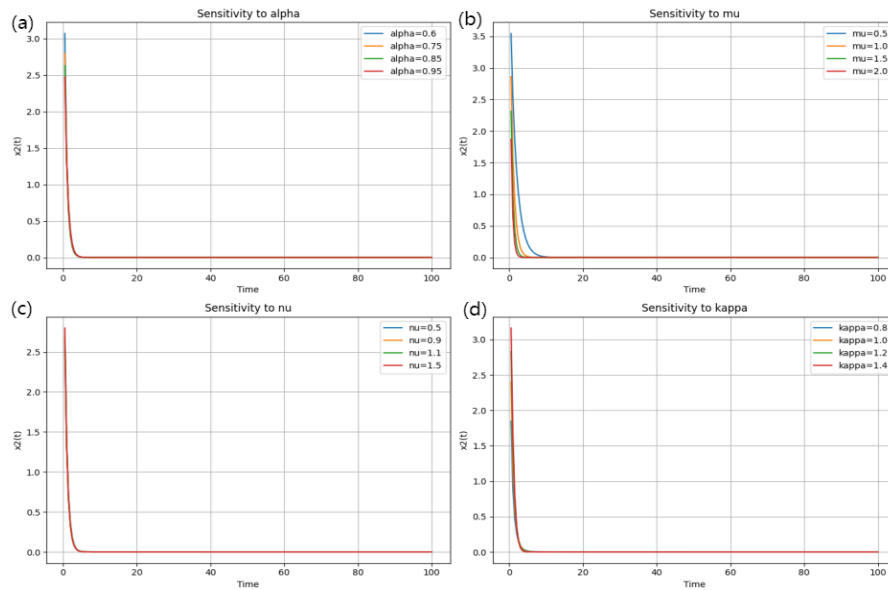 (a)
Sensitivity to alpha
x2(t)
3.0
2.5
2.0
1.5
1.0
0.5
0.0
alpha=0.6
alpha=0.75
alpha=0.85
alpha=0.95
0 20 40 60 80 100
Time
(b)
Sensitivity to mu
x2(t)
3.5
3.0
2.5
2.0
1.5
1.0
0.5
0.0
mu=0.5
mu=1.0
mu=1.5
mu=2.0
0 20 40 60 80 100
Time
(c)
Sensitivity to nu
x2(t)
2.5
2.0
1.5
1.0
0.5
0.0
nu=0.5
nu=0.9
nu=1.1
nu=1.5
0 20 40 60 80 100
Time
(d)
Sensitivity to kappa
x2(t)
3.0
2.5
2.0
1.5
1.0
0.5
0.0
kappa=0.8
kappa=1.0
kappa=1.2
kappa=1.4
0 20 40 60 80 100
Time